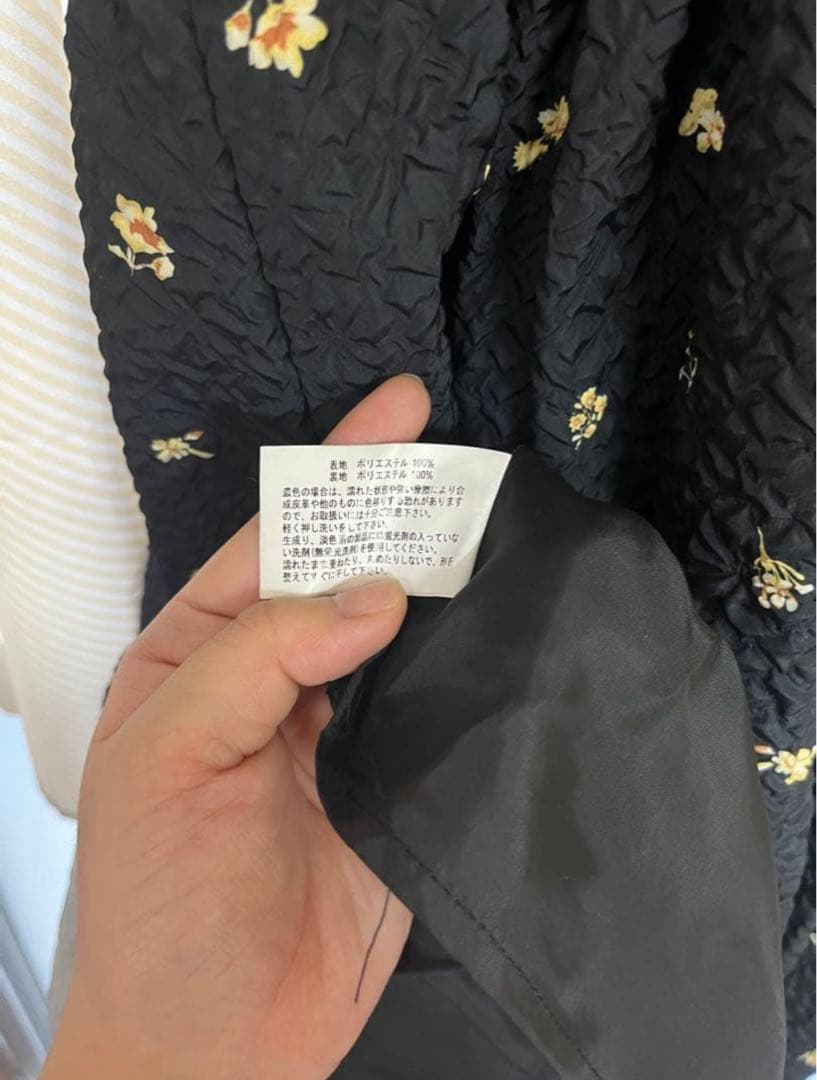 表地 ポリエステル 100%
裏地 ポリエステル 100%
濃色の場合は、濡れた状態や強い摩擦により合
成皮革や他のものに色移りする恐れがあります
ので、お取扱いには十分ご注意下さい。
軽く押し洗いをして下さい。
生成り、淡色系の製品には蛍光剤の入っていな
い洗剤(無蛍光洗剤)を使用してください。
濡れたまま重ねたり、丸めたりしないで、形を
整えてすぐに干して下さい。